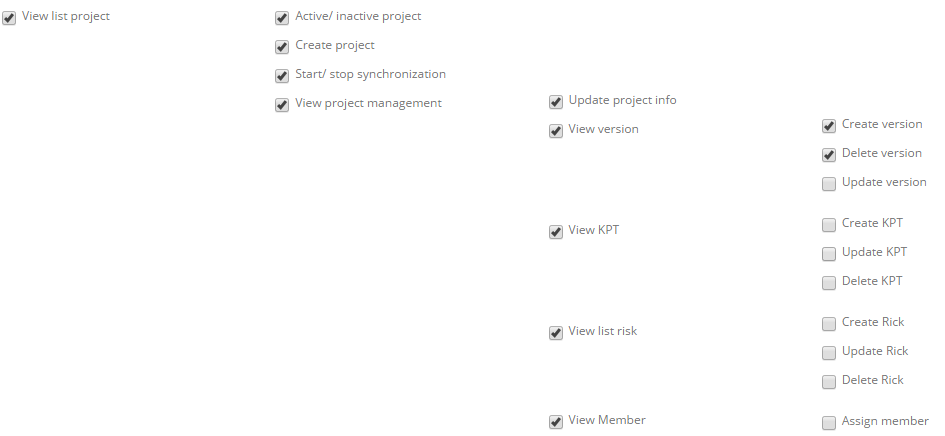 View list project
Active/ inactive project
Create project
Start/ stop synchronization
View project management
Update project info
View version
Create version
Delete version
Update version
View KPT
Create KPT
Update KPT
Delete KPT
View list risk
Create Rick
Update Rick
Delete Rick
View Member
Assign member